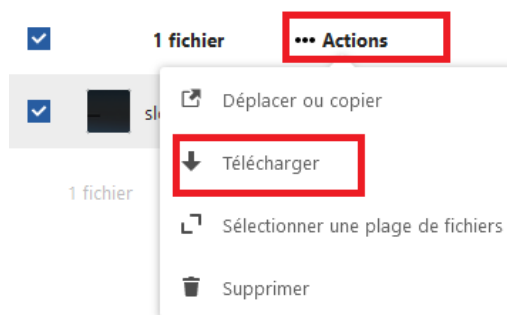 1 fichier ••• Actions
Déplacer ou copier
Télécharger
1 fichier
Sélectionner une plage de fichiers
Supprimer